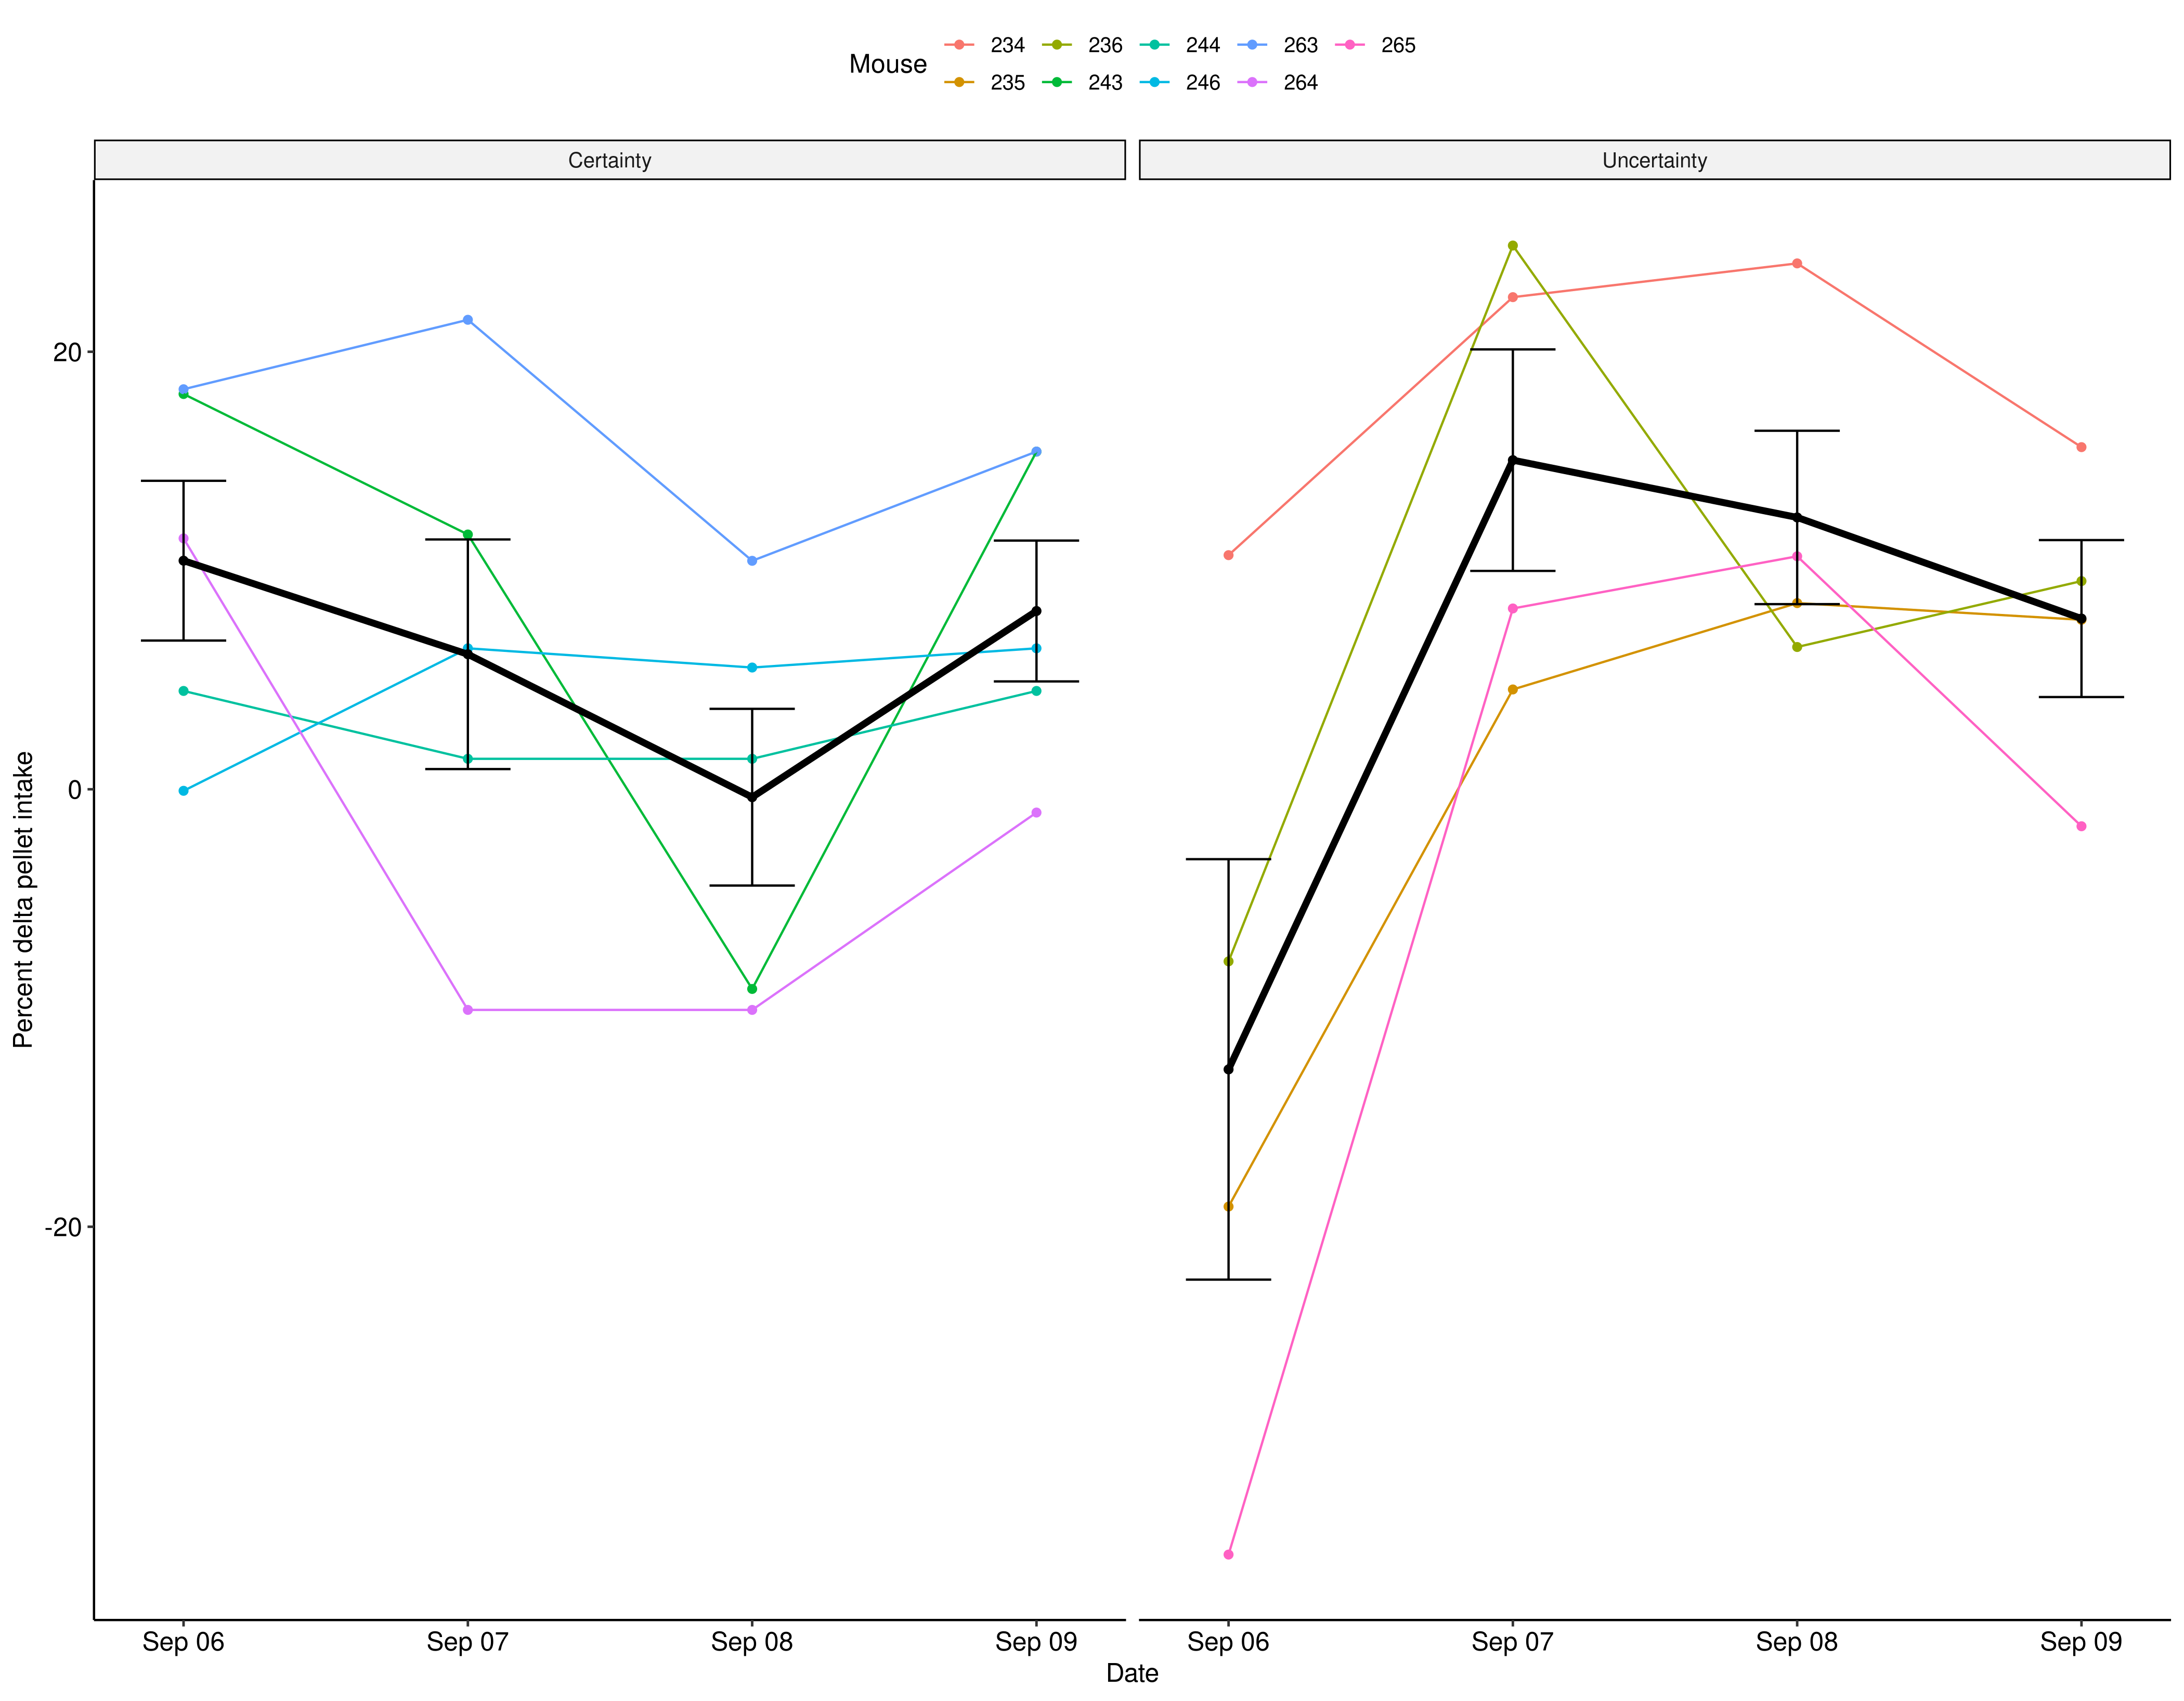 Mouse
234 236 244 263 265
235 243 246 264
Certainty
Uncertainty
Percent delta pellet intake
20
0
-20
Sep 06 Sep 07 Sep 08 Sep 09
Sep 06 Sep 07 Sep 08 Sep 09
Date